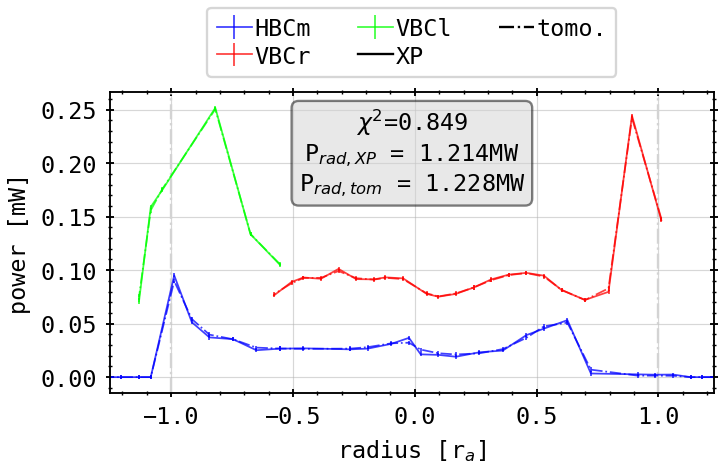 HBCm VBCl tomo.
VBCr XP
χ²=0.849
P_rad,XP = 1.214MW
P_rad,tom = 1.228MW
power [mW]
0.25
0.20
0.15
0.10
0.05
0.00
−1.0 −0.5 0.0 0.5 1.0
radius [r_a]